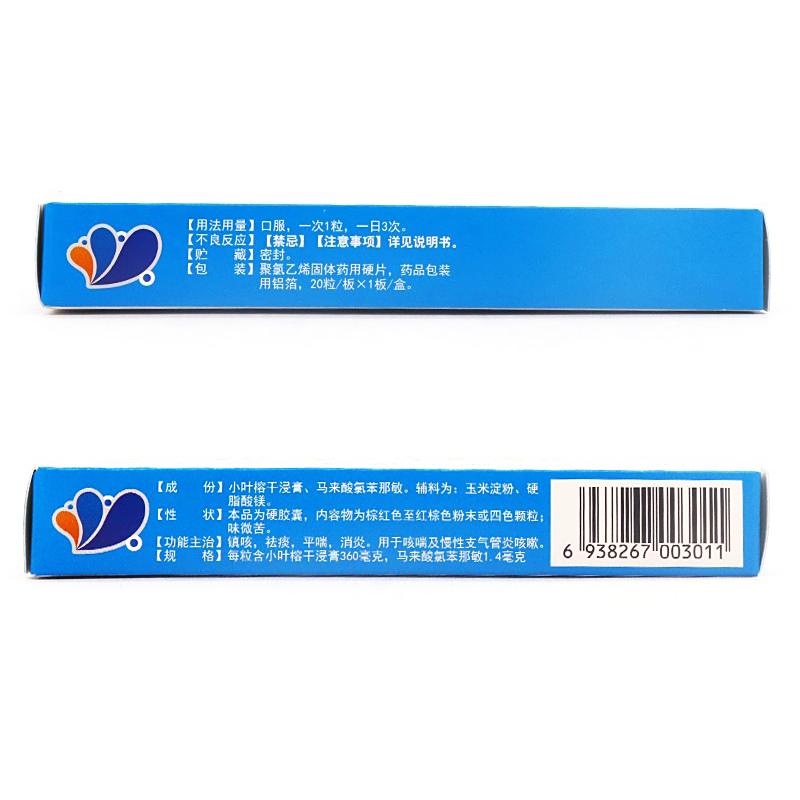 【用法用量】口服，一次1粒，一日3次。
【不良反应】【禁忌】【注意事项】详见说明书。
【贮　　藏】密封。
【包　　装】聚氯乙烯固体药用硬片，药品包装
用铝箔，20粒/板×1板/盒。
【成　　份】小叶榕干浸膏、马来酸氯苯那敏。辅料为：玉米淀粉、硬
脂酸镁。
【性　　状】本品为硬胶囊，内容物为棕红色至红棕色粉末或四色颗粒；
味微苦。
【功能主治】镇咳，祛痰，平喘，消炎。用于咳喘及慢性支气管炎咳嗽。
【规　　格】每粒含小叶榕干浸膏360毫克，马来酸氯苯那敏1.4毫克
6 938267 003011